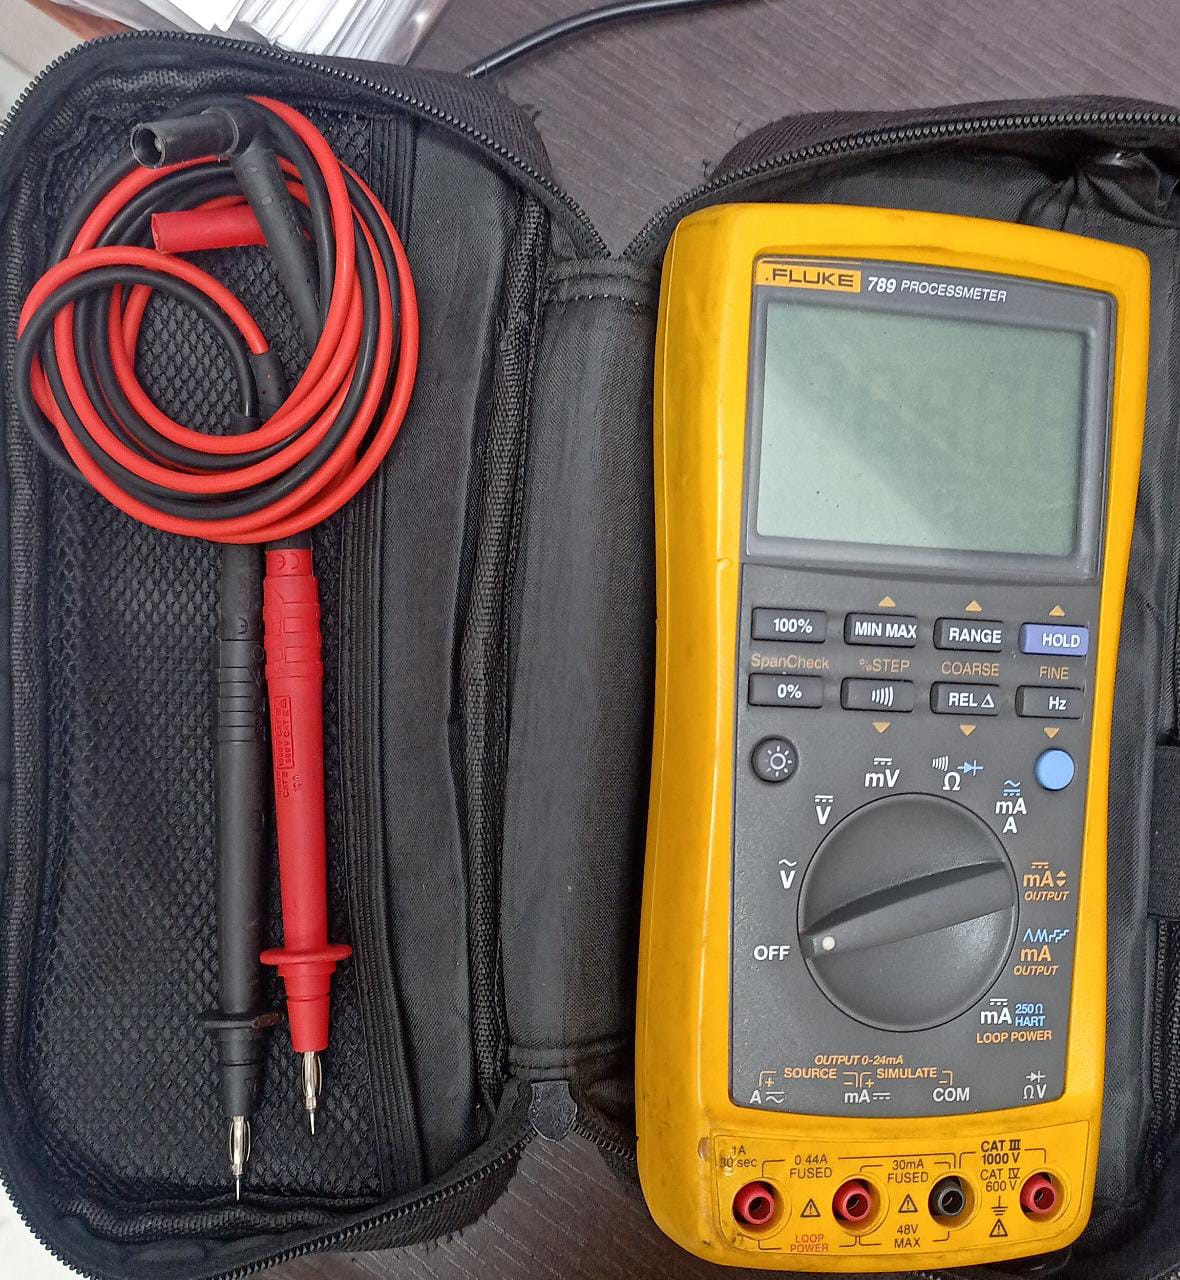 FLUKE 789 PROCESSMETER
100% MIN MAX RANGE HOLD
SpanCheck %STEP COARSE FINE
0% REL Δ Hz
mV
Ω
V
mA
A
V
mA
OUTPUT
OFF
mA
OUTPUT
mA 250Ω
HART
LOOP POWER
OUTPUT 0-24mA
SOURCE SIMULATE
+ − + −
A mA COM ΩV
1A
30 sec
0.44A
FUSED
30mA
FUSED
CAT III
1000 V
CAT IV
600 V
LOOP
POWER
48V
MAX